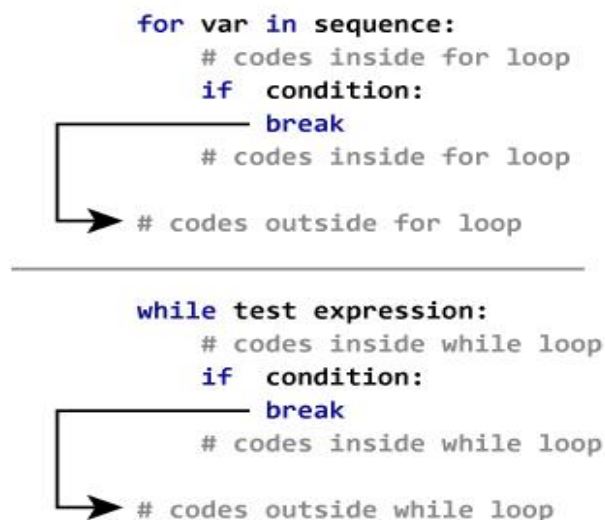 for var in sequence:
# codes inside for loop
if condition:
break
# codes inside for loop
# codes outside for loop
while test expression:
# codes inside while loop
if condition:
break
# codes inside while loop
# codes outside while loop